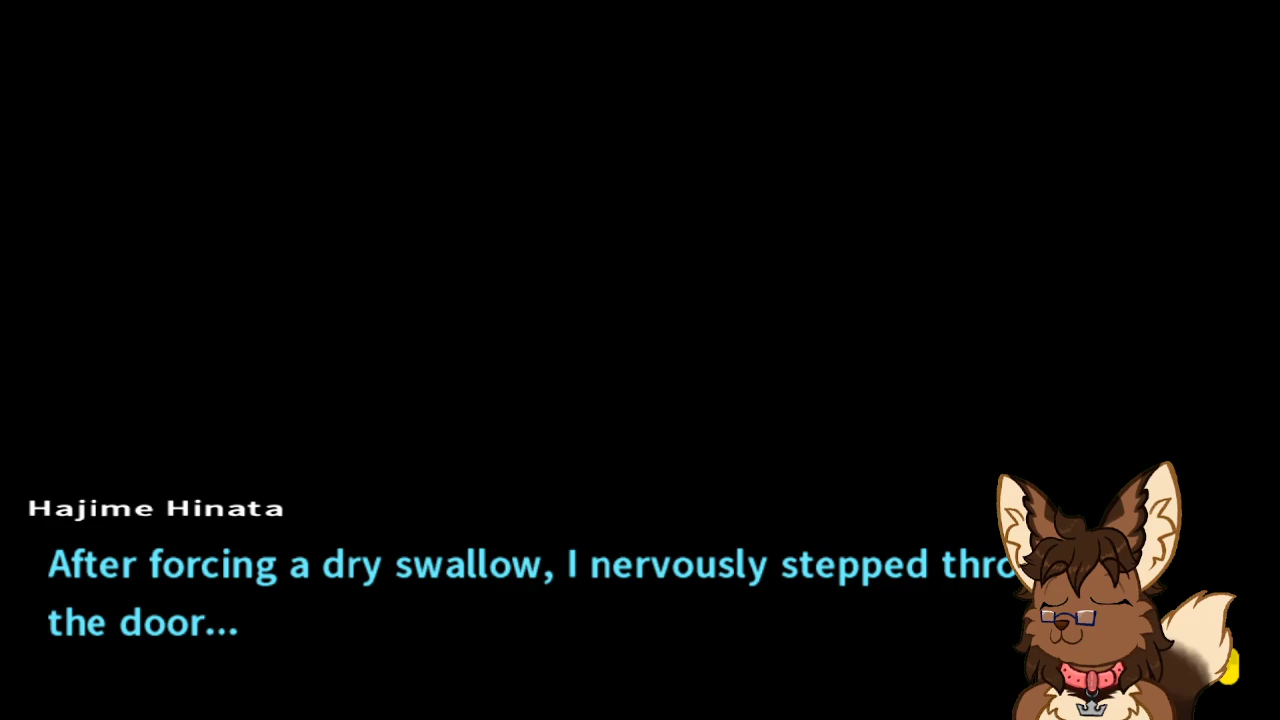 Hajime Hinata
After forcing a dry swallow, I nervously stepped thro
the door...